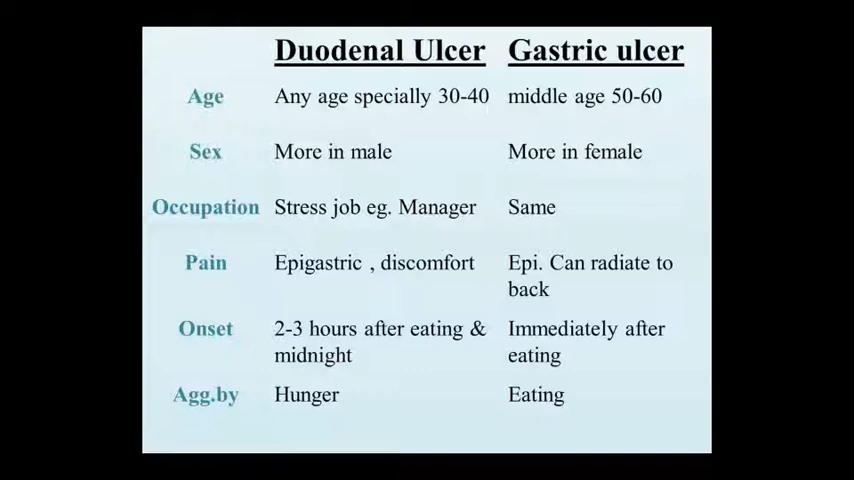 Duodenal Ulcer Gastric ulcer
Age Any age specially 30-40 middle age 50-60
Sex More in male More in female
Occupation Stress job eg. Manager Same
Pain Epigastric , discomfort Epi. Can radiate to
back
Onset 2-3 hours after eating & Immediately after
midnight eating
Agg.by Hunger Eating